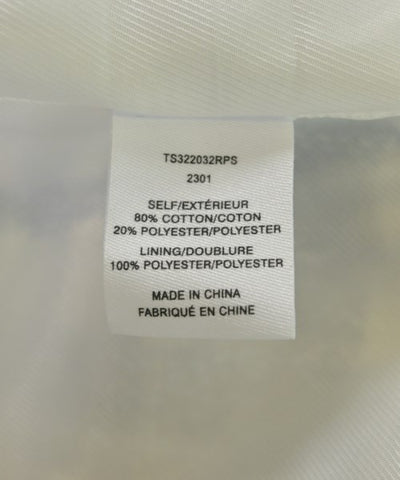 TS322032RPS
2301
SELF/EXTÉRIEUR
80% COTTON/COTON
20% POLYESTER/POLYESTER
LINING/DOUBLURE
100% POLYESTER/POLYESTER
MADE IN CHINA
FABRIQUÉ EN CHINE